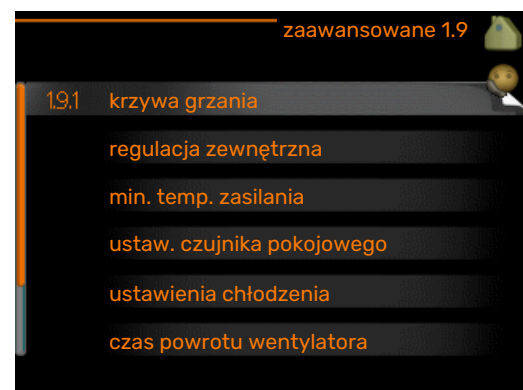 zaawansowane 1.9
1.9.1 krzywa grzania
regulacja zewnętrzna
min. temp. zasilania
ustaw. czujnika pokojowego
ustawienia chłodzenia
czas powrotu wentylatora